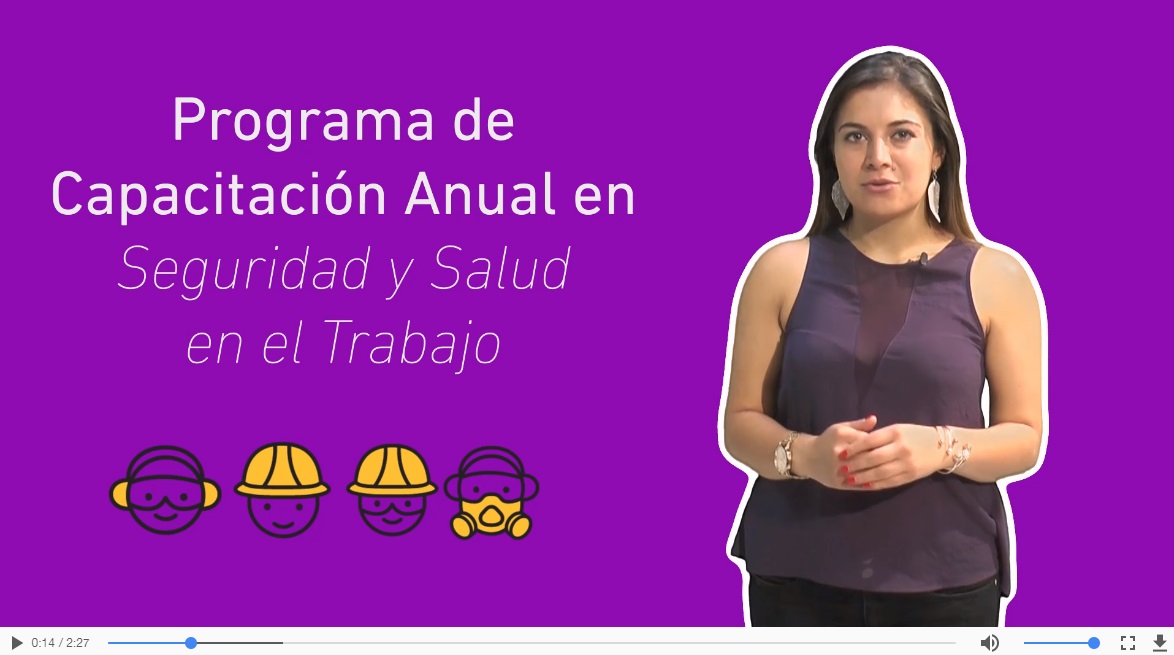 Programa de
Capacitación Anual en
Seguridad y Salud
en el Trabajo
0:14 / 2:27